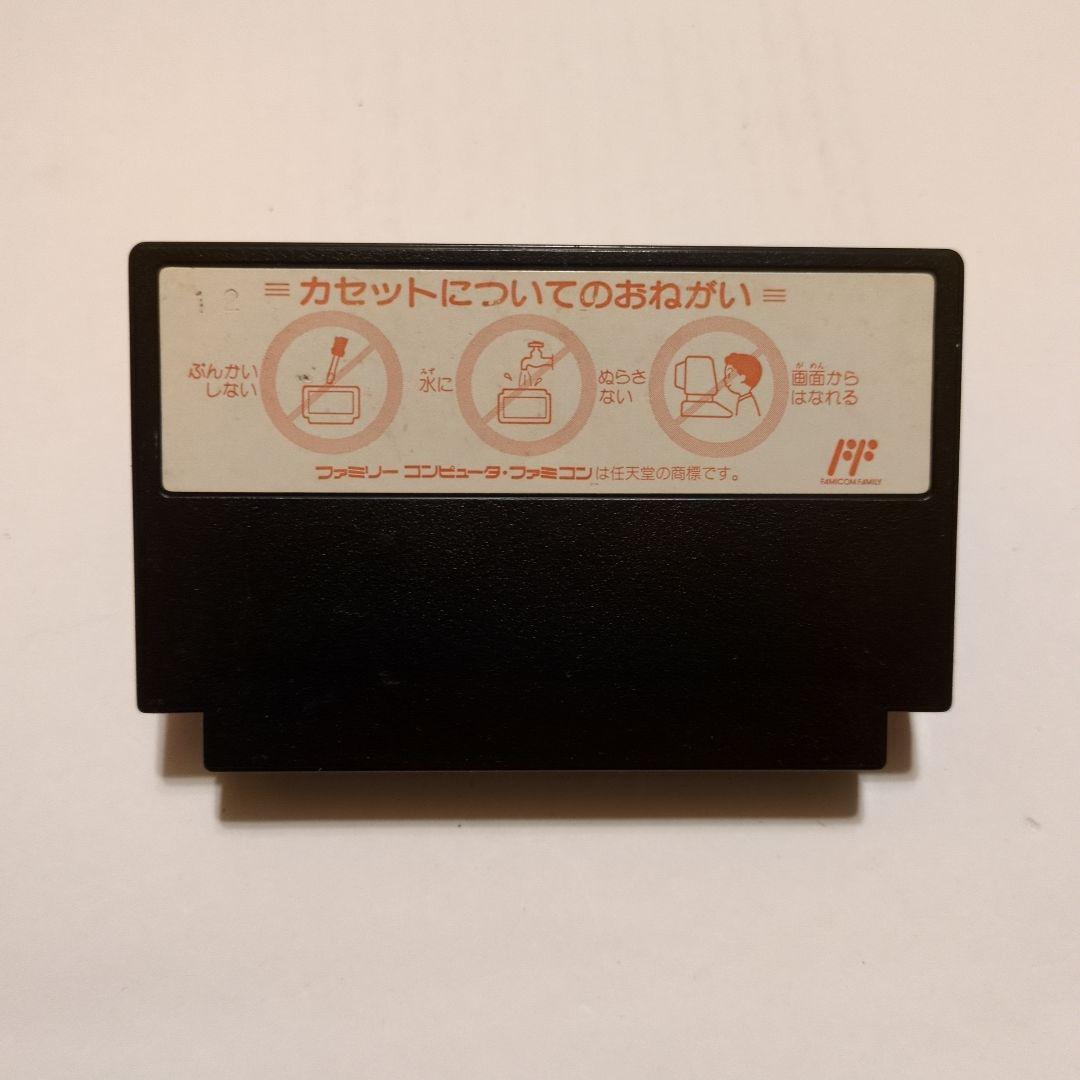 12
カセットについてのおねがい
ぶんかい
しない
みず
水に
ぬらさ
ない
が めん
画面から
はなれる
ファミリー コンピュータ・ファミコンは任天堂の商標です。
FF
FAMICOM FAMILY